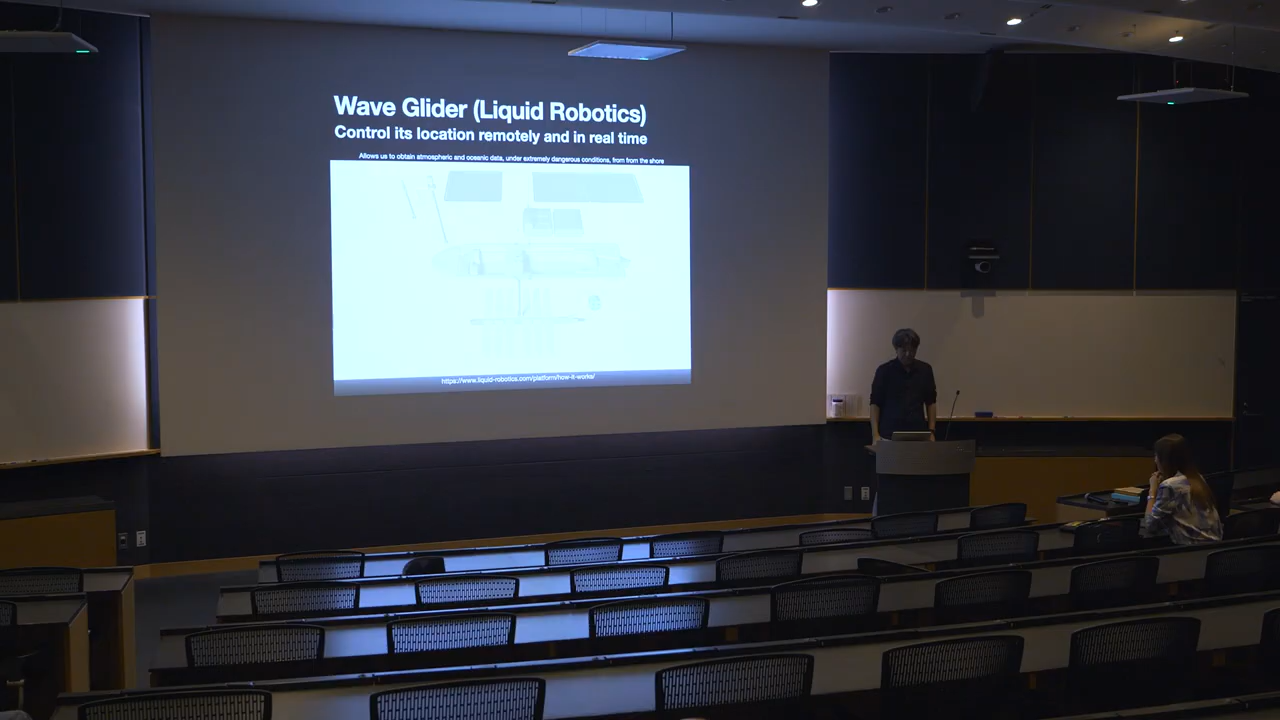 Wave Glider (Liquid Robotics)
Control its location remotely and in real time
Allows us to obtain atmospheric and oceanic data, under extremely dangerous conditions, from from the shore
https://www.liquid-robotics.com/platform/how-it-works/